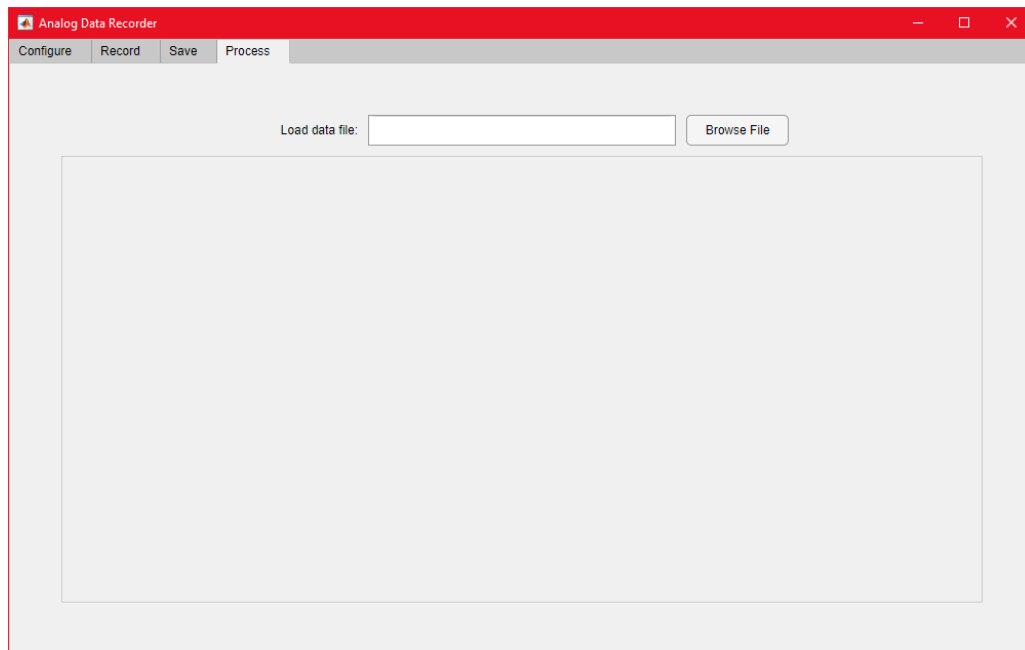 Analog Data Recorder
Configure Record Save Process
Load data file: Browse File